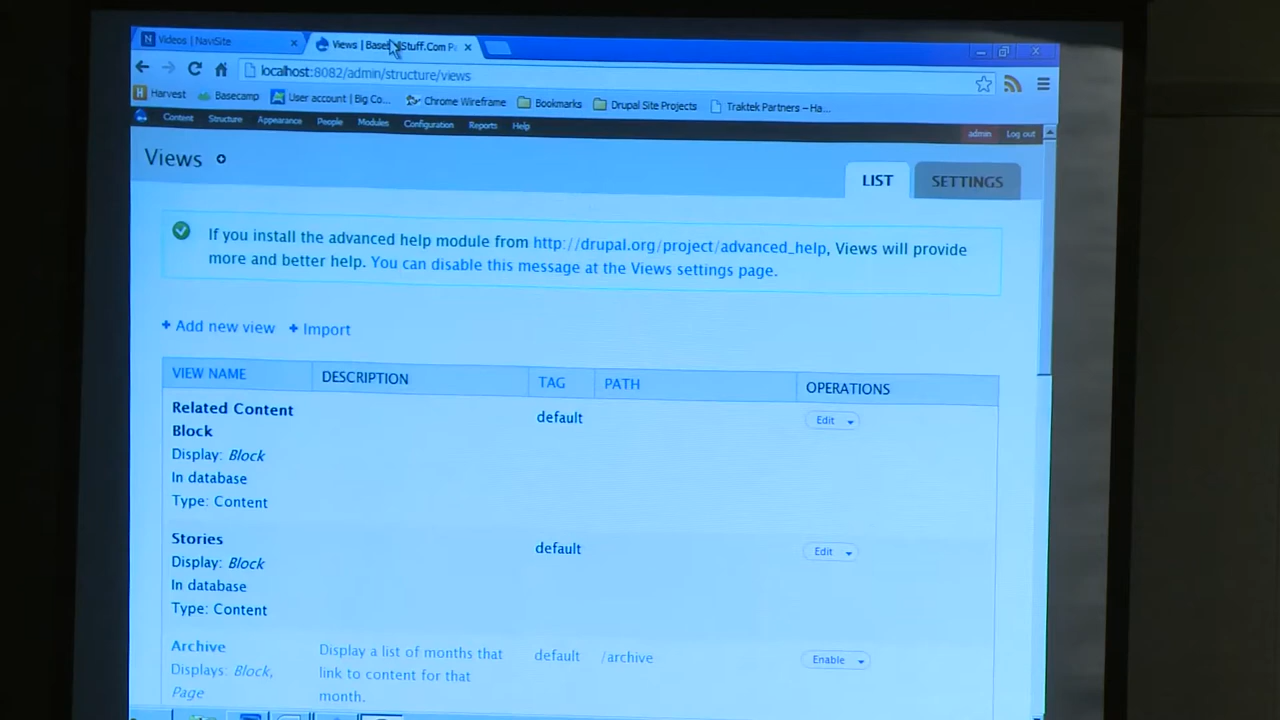 Videos | NaviSite
Views | Base Stuff.Com Pa
localhost:8082/admin/structure/views
Harvest Basecamp User account | Big Co... Chrome Wireframe Bookmarks Drupal Site Projects Traktek Partners – Ha...
Content Structure Appearance People Modules Configuration Reports Help admin Log out
Views
LIST SETTINGS
If you install the advanced help module from http://drupal.org/project/advanced_help, Views will provide
more and better help. You can disable this message at the Views settings page.
+ Add new view + Import
VIEW NAME DESCRIPTION TAG PATH OPERATIONS
Related Content
Block
Display: Block
In database
Type: Content
default
Edit
Stories
Display: Block
In database
Type: Content
default
Edit
Archive
Displays: Block,
Page
Display a list of months that
link to content for that
month.
default
/archive
Enable